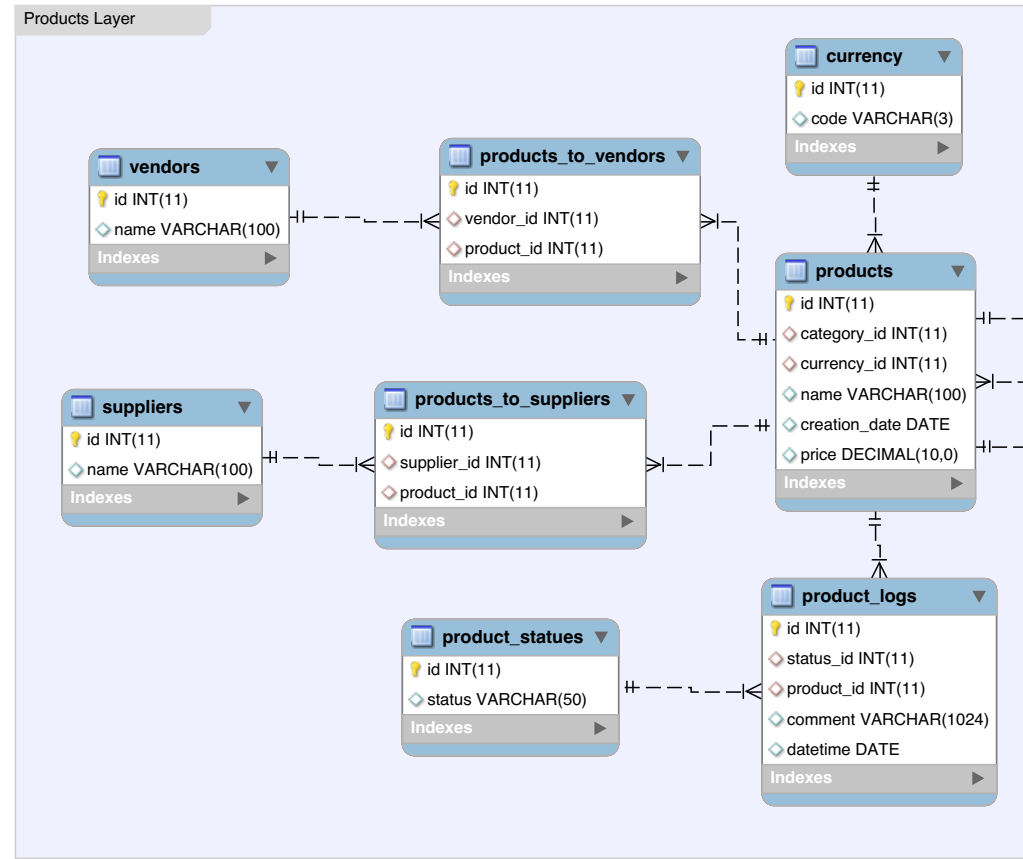 Products Layer
currency
id INT(11)
code VARCHAR(3)
Indexes
vendors
id INT(11)
name VARCHAR(100)
Indexes
products_to_vendors
id INT(11)
vendor_id INT(11)
product_id INT(11)
Indexes
products
id INT(11)
category_id INT(11)
currency_id INT(11)
name VARCHAR(100)
creation_date DATE
price DECIMAL(10,0)
Indexes
suppliers
id INT(11)
name VARCHAR(100)
Indexes
products_to_suppliers
id INT(11)
supplier_id INT(11)
product_id INT(11)
Indexes
product_statues
id INT(11)
status VARCHAR(50)
Indexes
product_logs
id INT(11)
status_id INT(11)
product_id INT(11)
comment VARCHAR(1024)
datetime DATE
Indexes